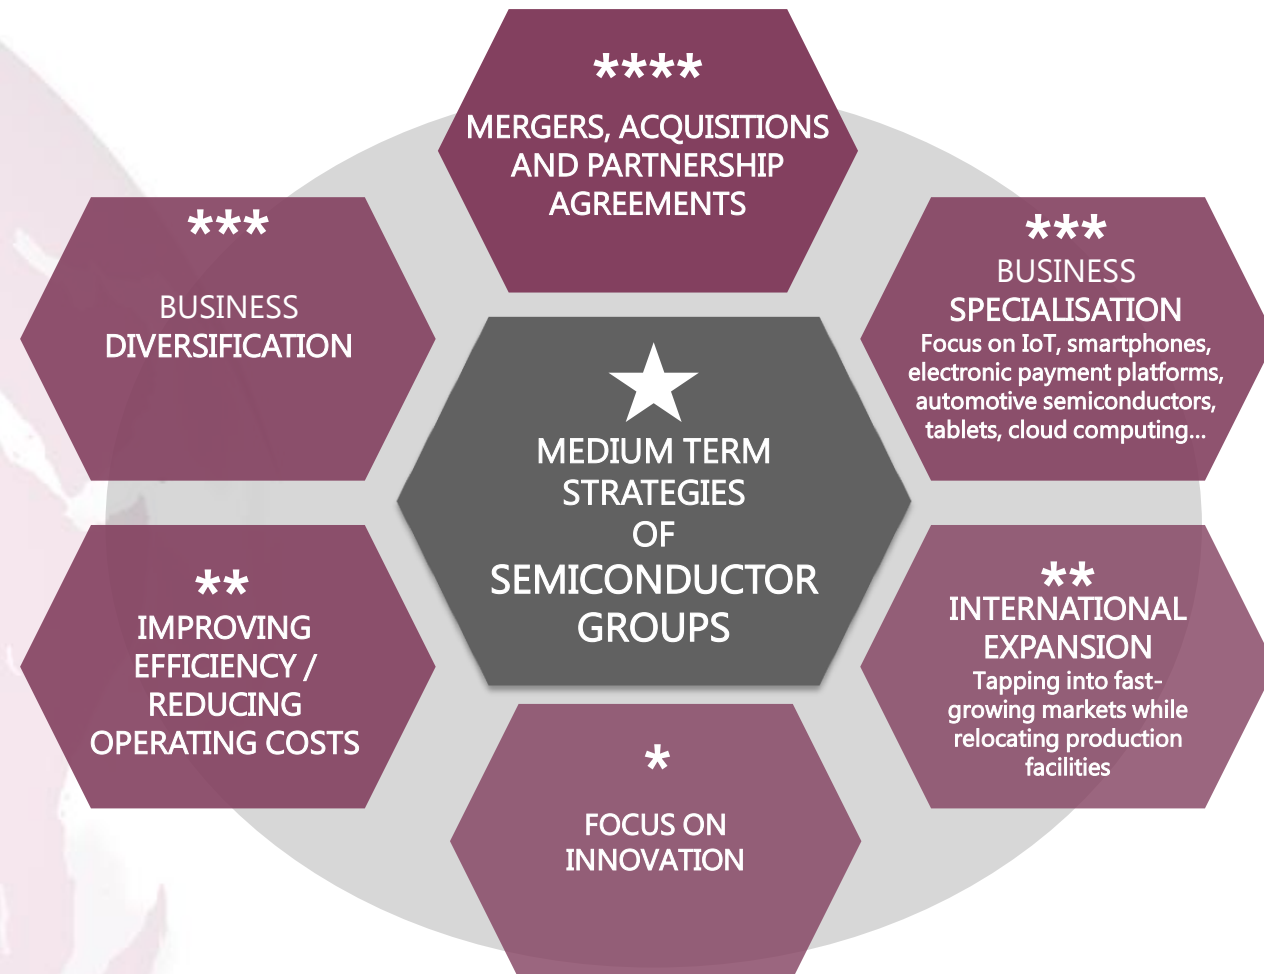 ****
MERGERS, ACQUISITIONS
AND PARTNERSHIP
AGREEMENTS
***
BUSINESS
DIVERSIFICATION
***
BUSINESS
SPECIALISATION
Focus on IoT, smartphones,
electronic payment platforms,
automotive semiconductors,
tablets, cloud computing...
MEDIUM TERM
STRATEGIES
OF
SEMICONDUCTOR
GROUPS
**
IMPROVING
EFFICIENCY /
REDUCING
OPERATING COSTS
**
INTERNATIONAL
EXPANSION
Tapping into fast-
growing markets while
relocating production
facilities
*
FOCUS ON
INNOVATION